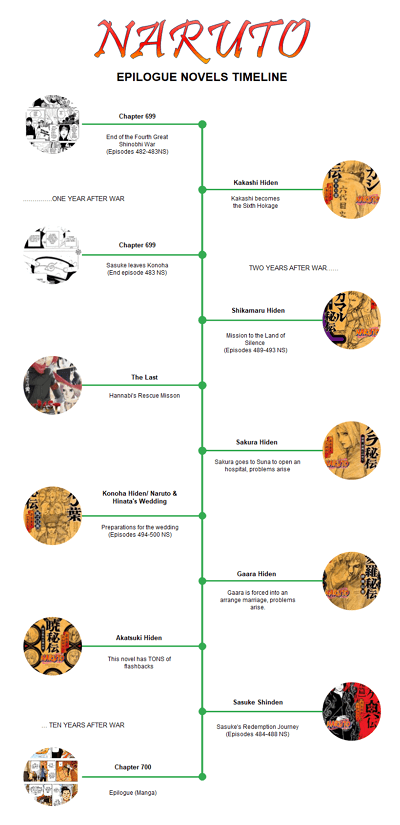 NARUTO
EPILOGUE NOVELS TIMELINE
Chapter 699
End of the Fourth Great
Shinobhi War
(Episodes 482-483NS)
Kakashi Hiden
Kakashi becomes
the Sixth Hokage
...............ONE YEAR AFTER WAR
Chapter 699
Sasuke leaves Konoha
(End episode 483 NS)
TWO YEARS AFTER WAR......
Shikamaru Hiden
Mission to the Land of
Silence
(Episodes 489-493 NS)
The Last
Hannabi's Rescue Misson
Sakura Hiden
Sakura goes to Suna to open an
hospital, problems arise
Konoha Hiden/ Naruto &
Hinata's Wedding
Preparations for the wedding
(Episodes 494-500 NS)
Gaara Hiden
Gaara is forced into an
arrange marriage, problems
arise.
Akatsuki Hiden
This novel has TONS of
flashbacks
Sasuke Shinden
Sasuke's Redemption Journey
(Episodes 484-488 NS)
... TEN YEARS AFTER WAR
Chapter 700
Epilogue (Manga)